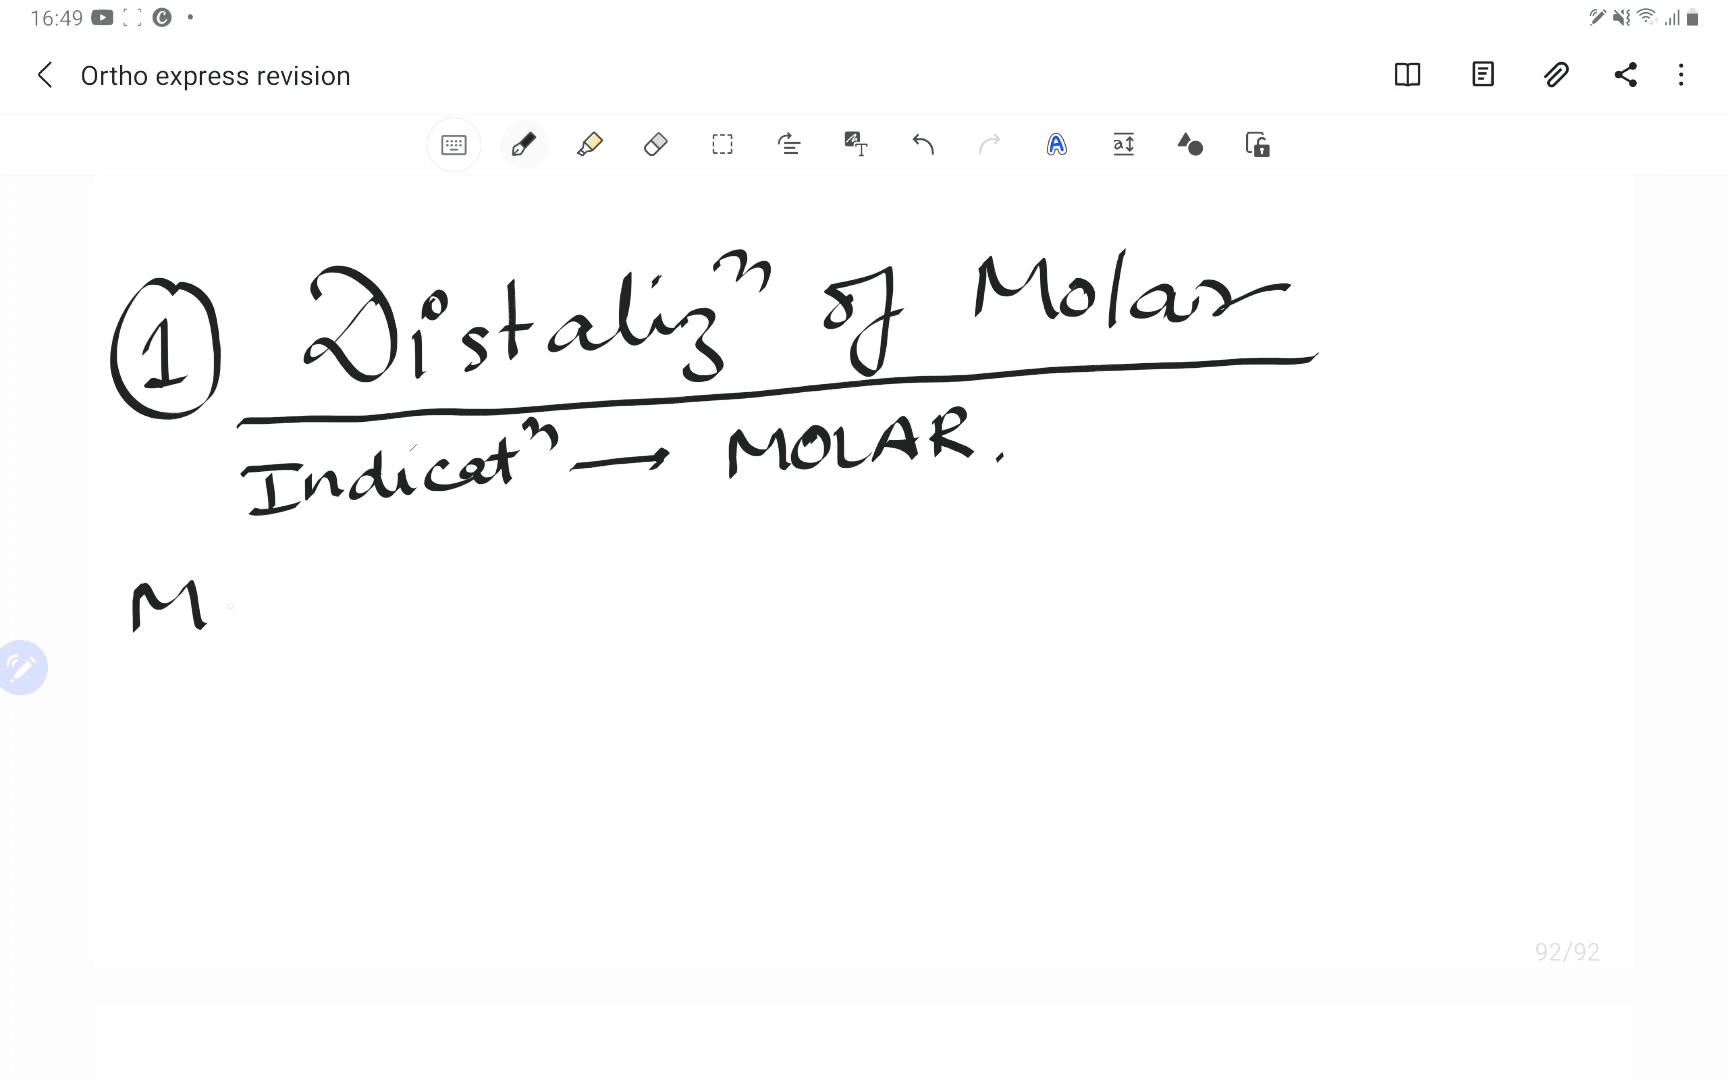 16:49
Ortho express revision
① Distalizⁿ of Molar
Indicatⁿ → MOLAR.
M
92/92